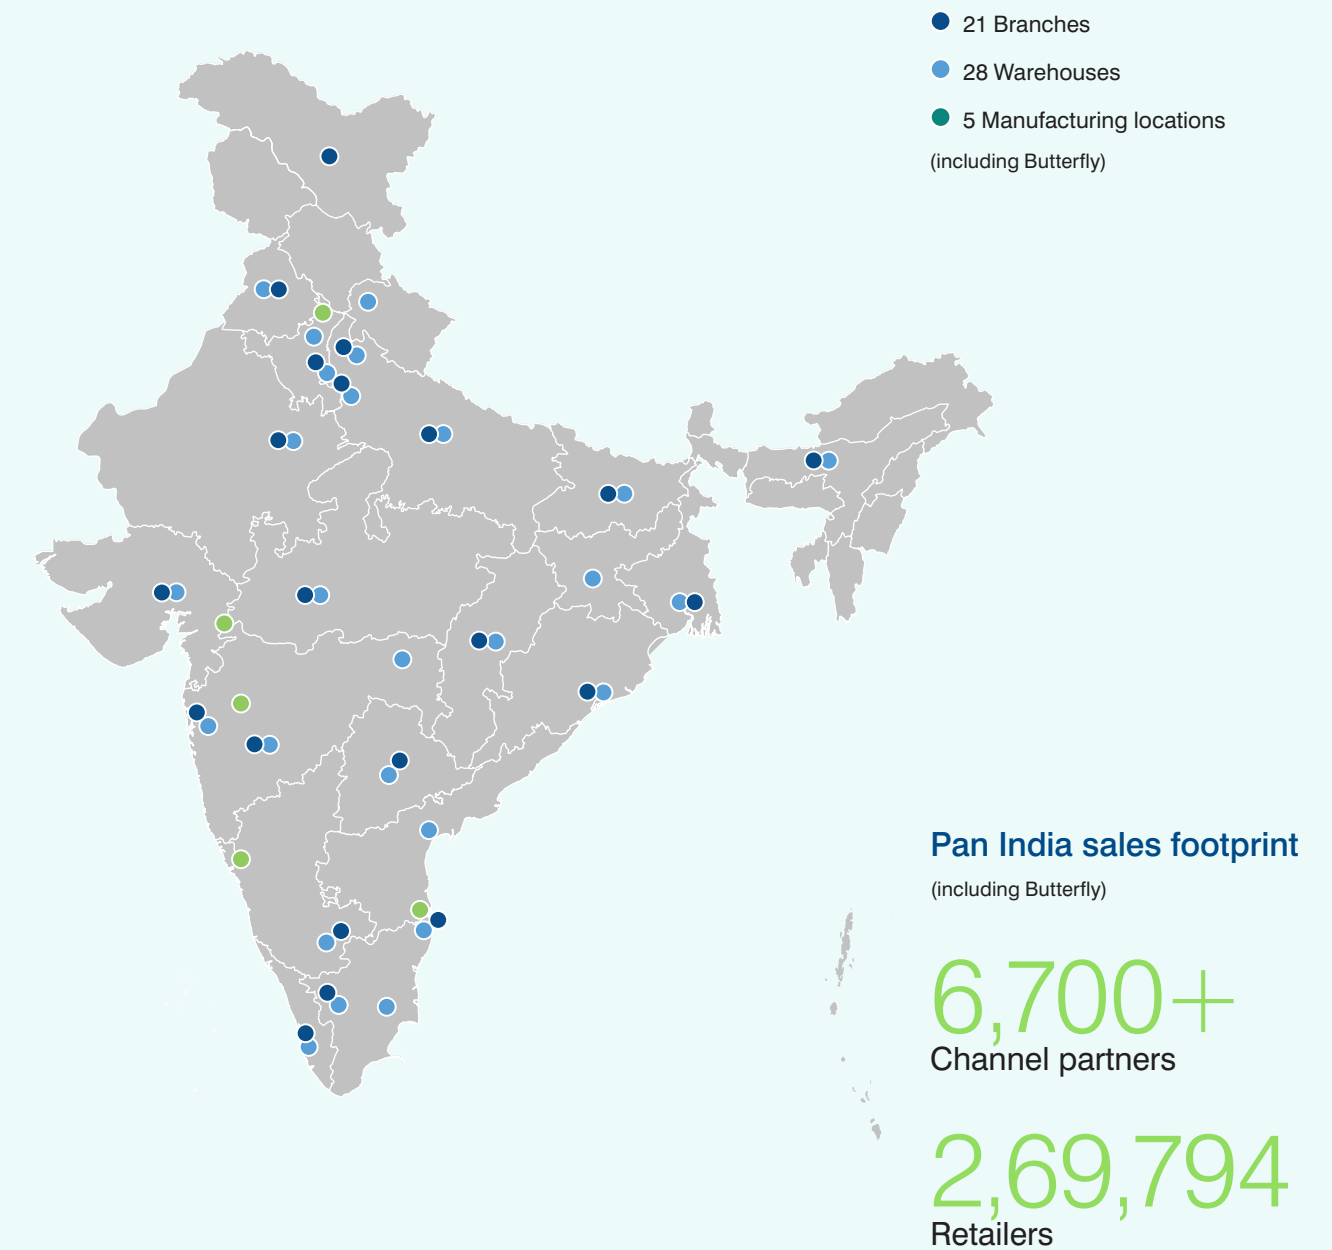 21 Branches
28 Warehouses
5 Manufacturing locations
(including Butterfly)
Pan India sales footprint
(including Butterfly)
6,700+
Channel partners
2,69,794
Retailers